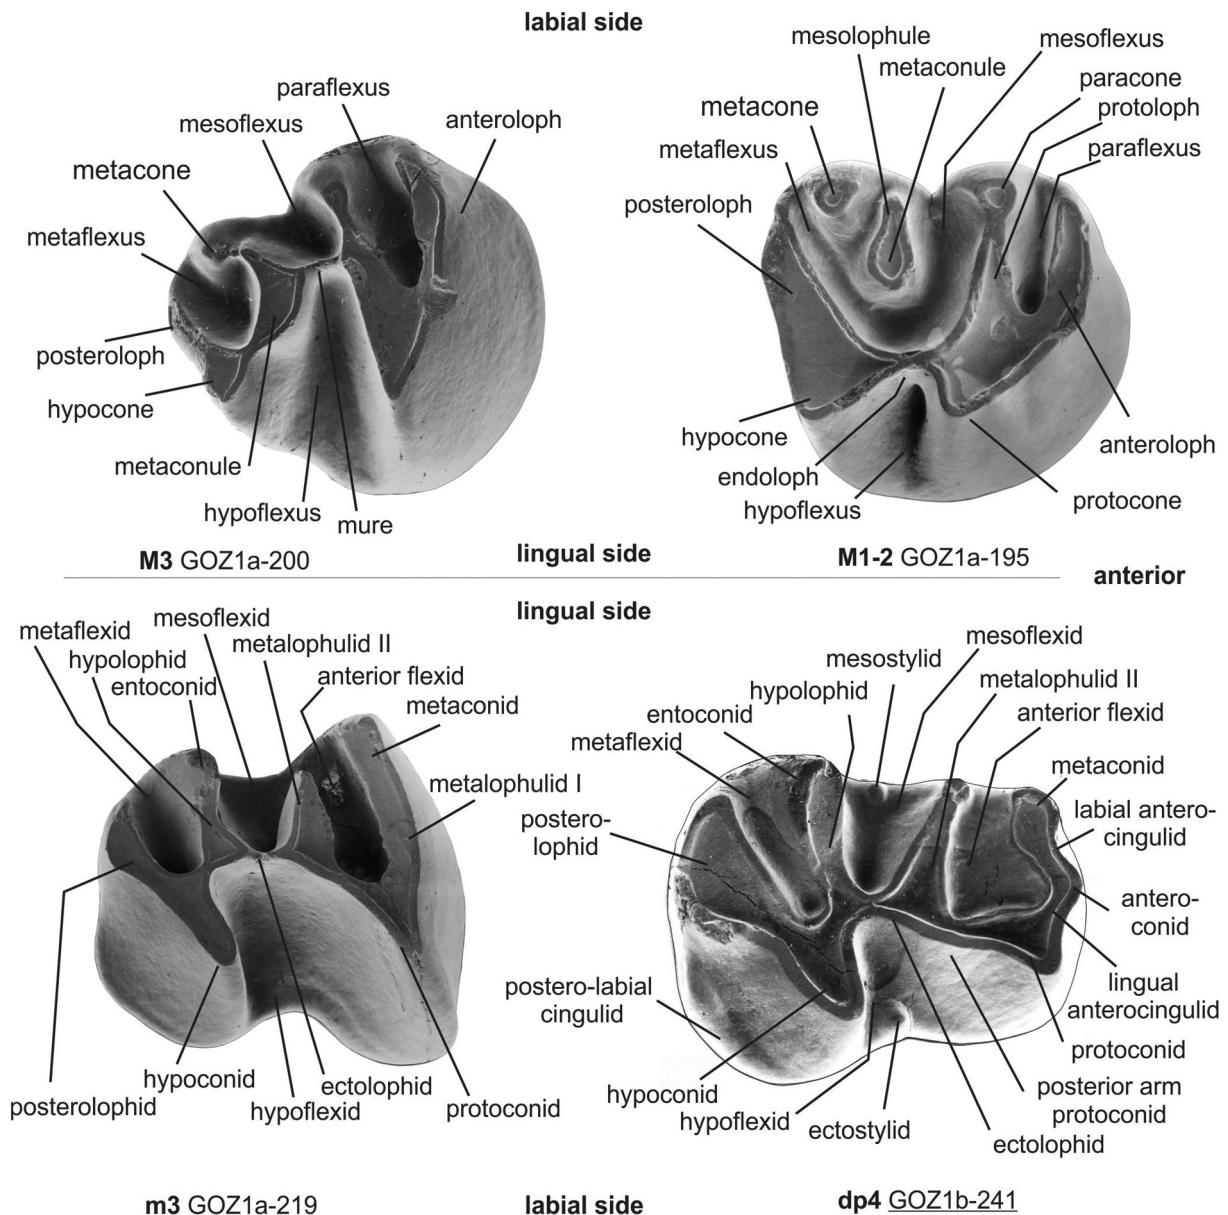 labial side
paraflexus
mesoflexus
anteroloph
metacone
metaflexus
posteroloph
hypocone
metaconule
hypoflexus
mure
M3 GOZ1a-200
mesolophule
mesoflexus
metaconule
paracone
metacone
protoloph
metaflexus
paraflexus
posteroloph
hypocone
anteroloph
endoloph
protocone
hypoflexus
M1-2 GOZ1a-195
lingual side
anterior
lingual side
mesoflexid
metaflexid
metalophulid II
hypolophid
anterior flexid
entoconid
metaconid
metalophulid I
hypoconid
ectolophid
posterolophid
hypoflexid
protoconid
m3 GOZ1a-219
mesoflexid
mesostylid
metalophulid II
hypolophid
anterior flexid
entoconid
metaflexid
metaconid
labial antero-
cingulid
postero-
lophid
antero-
conid
lingual
anterocingulid
postero-labial
cingulid
protoconid
hypoconid
posterior arm
protoconid
hypoflexid
ectostylid
ectolophid
dp4 GOZ1b-241
labial side